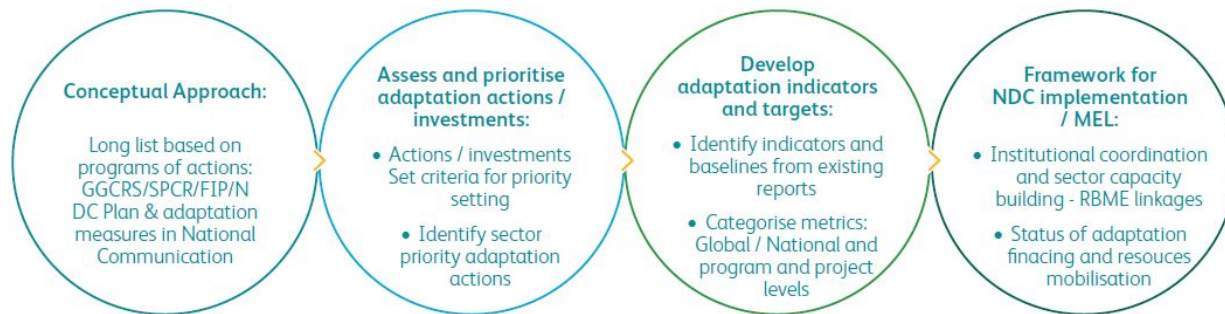 Conceptual Approach:
Long list based on
programs of actions:
GGCRS/SPCR/FIP/N
DC Plan & adaptation
measures in National
Communication
Assess and prioritise
adaptation actions /
investments:
• Actions / investments
Set criteria for priority
setting
• Identify sector
priority adaptation
actions
Develop
adaptation indicators
and targets:
• Identify indicators and
baselines from existing
reports
• Categorise metrics:
Global / National and
program and project
levels
Framework for
NDC implementation
/ MEL:
• Institutional coordination
and sector capacity
building - RBME linkages
• Status of adaptation
finacing and resouces
mobilisation